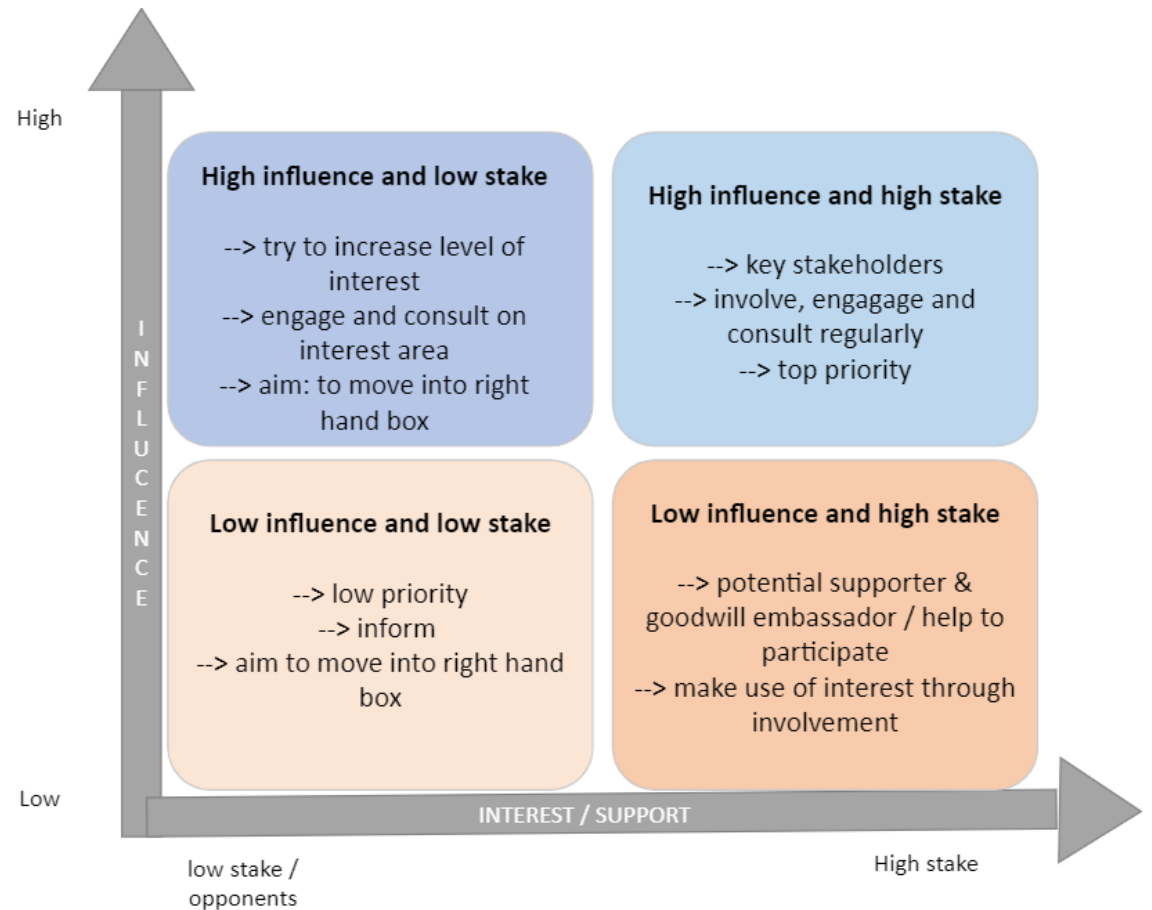 High
High influence and low stake
--> try to increase level of
interest
--> engage and consult on
interest area
--> aim: to move into right
hand box
High influence and high stake
--> key stakeholders
--> involve, engagage and
consult regularly
--> top priority
INFLUCENCE
Low influence and low stake
--> low priority
--> inform
--> aim to move into right hand
box
Low influence and high stake
--> potential supporter &
goodwill embassador / help to
participate
--> make use of interest through
involvement
Low
INTEREST / SUPPORT
low stake /
opponents
High stake